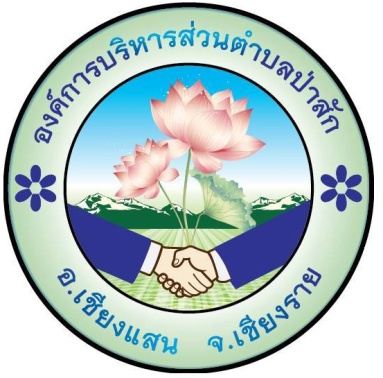 องค์การบริหารส่วนตำบลป่าสัก
อ.เชียงแสน จ.เชียงราย